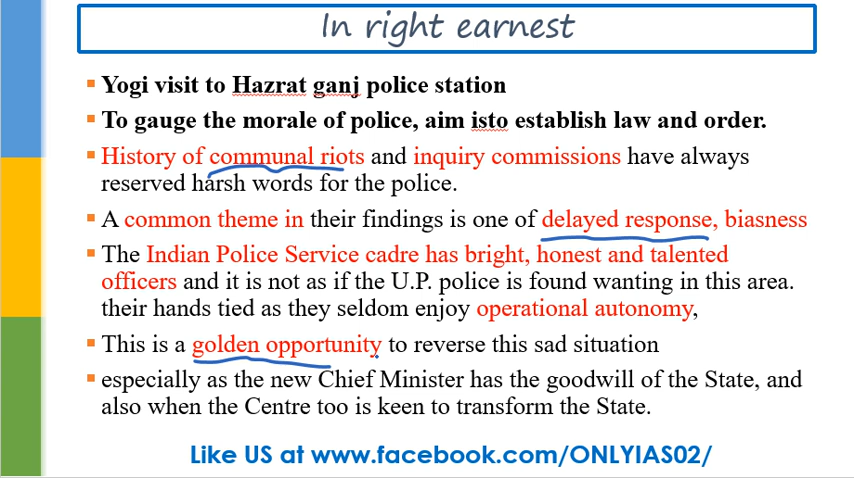 In right earnest
▪ Yogi visit to Hazrat ganj police station
▪ To gauge the morale of police, aim isto establish law and order.
▪ History of communal riots and inquiry commissions have always
reserved harsh words for the police.
▪ A common theme in their findings is one of delayed response, biasness
▪ The Indian Police Service cadre has bright, honest and talented
officers and it is not as if the U.P. police is found wanting in this area.
their hands tied as they seldom enjoy operational autonomy,
▪ This is a golden opportunity to reverse this sad situation
▪ especially as the new Chief Minister has the goodwill of the State, and
also when the Centre too is keen to transform the State.
Like US at www.facebook.com/ONLYIAS02/